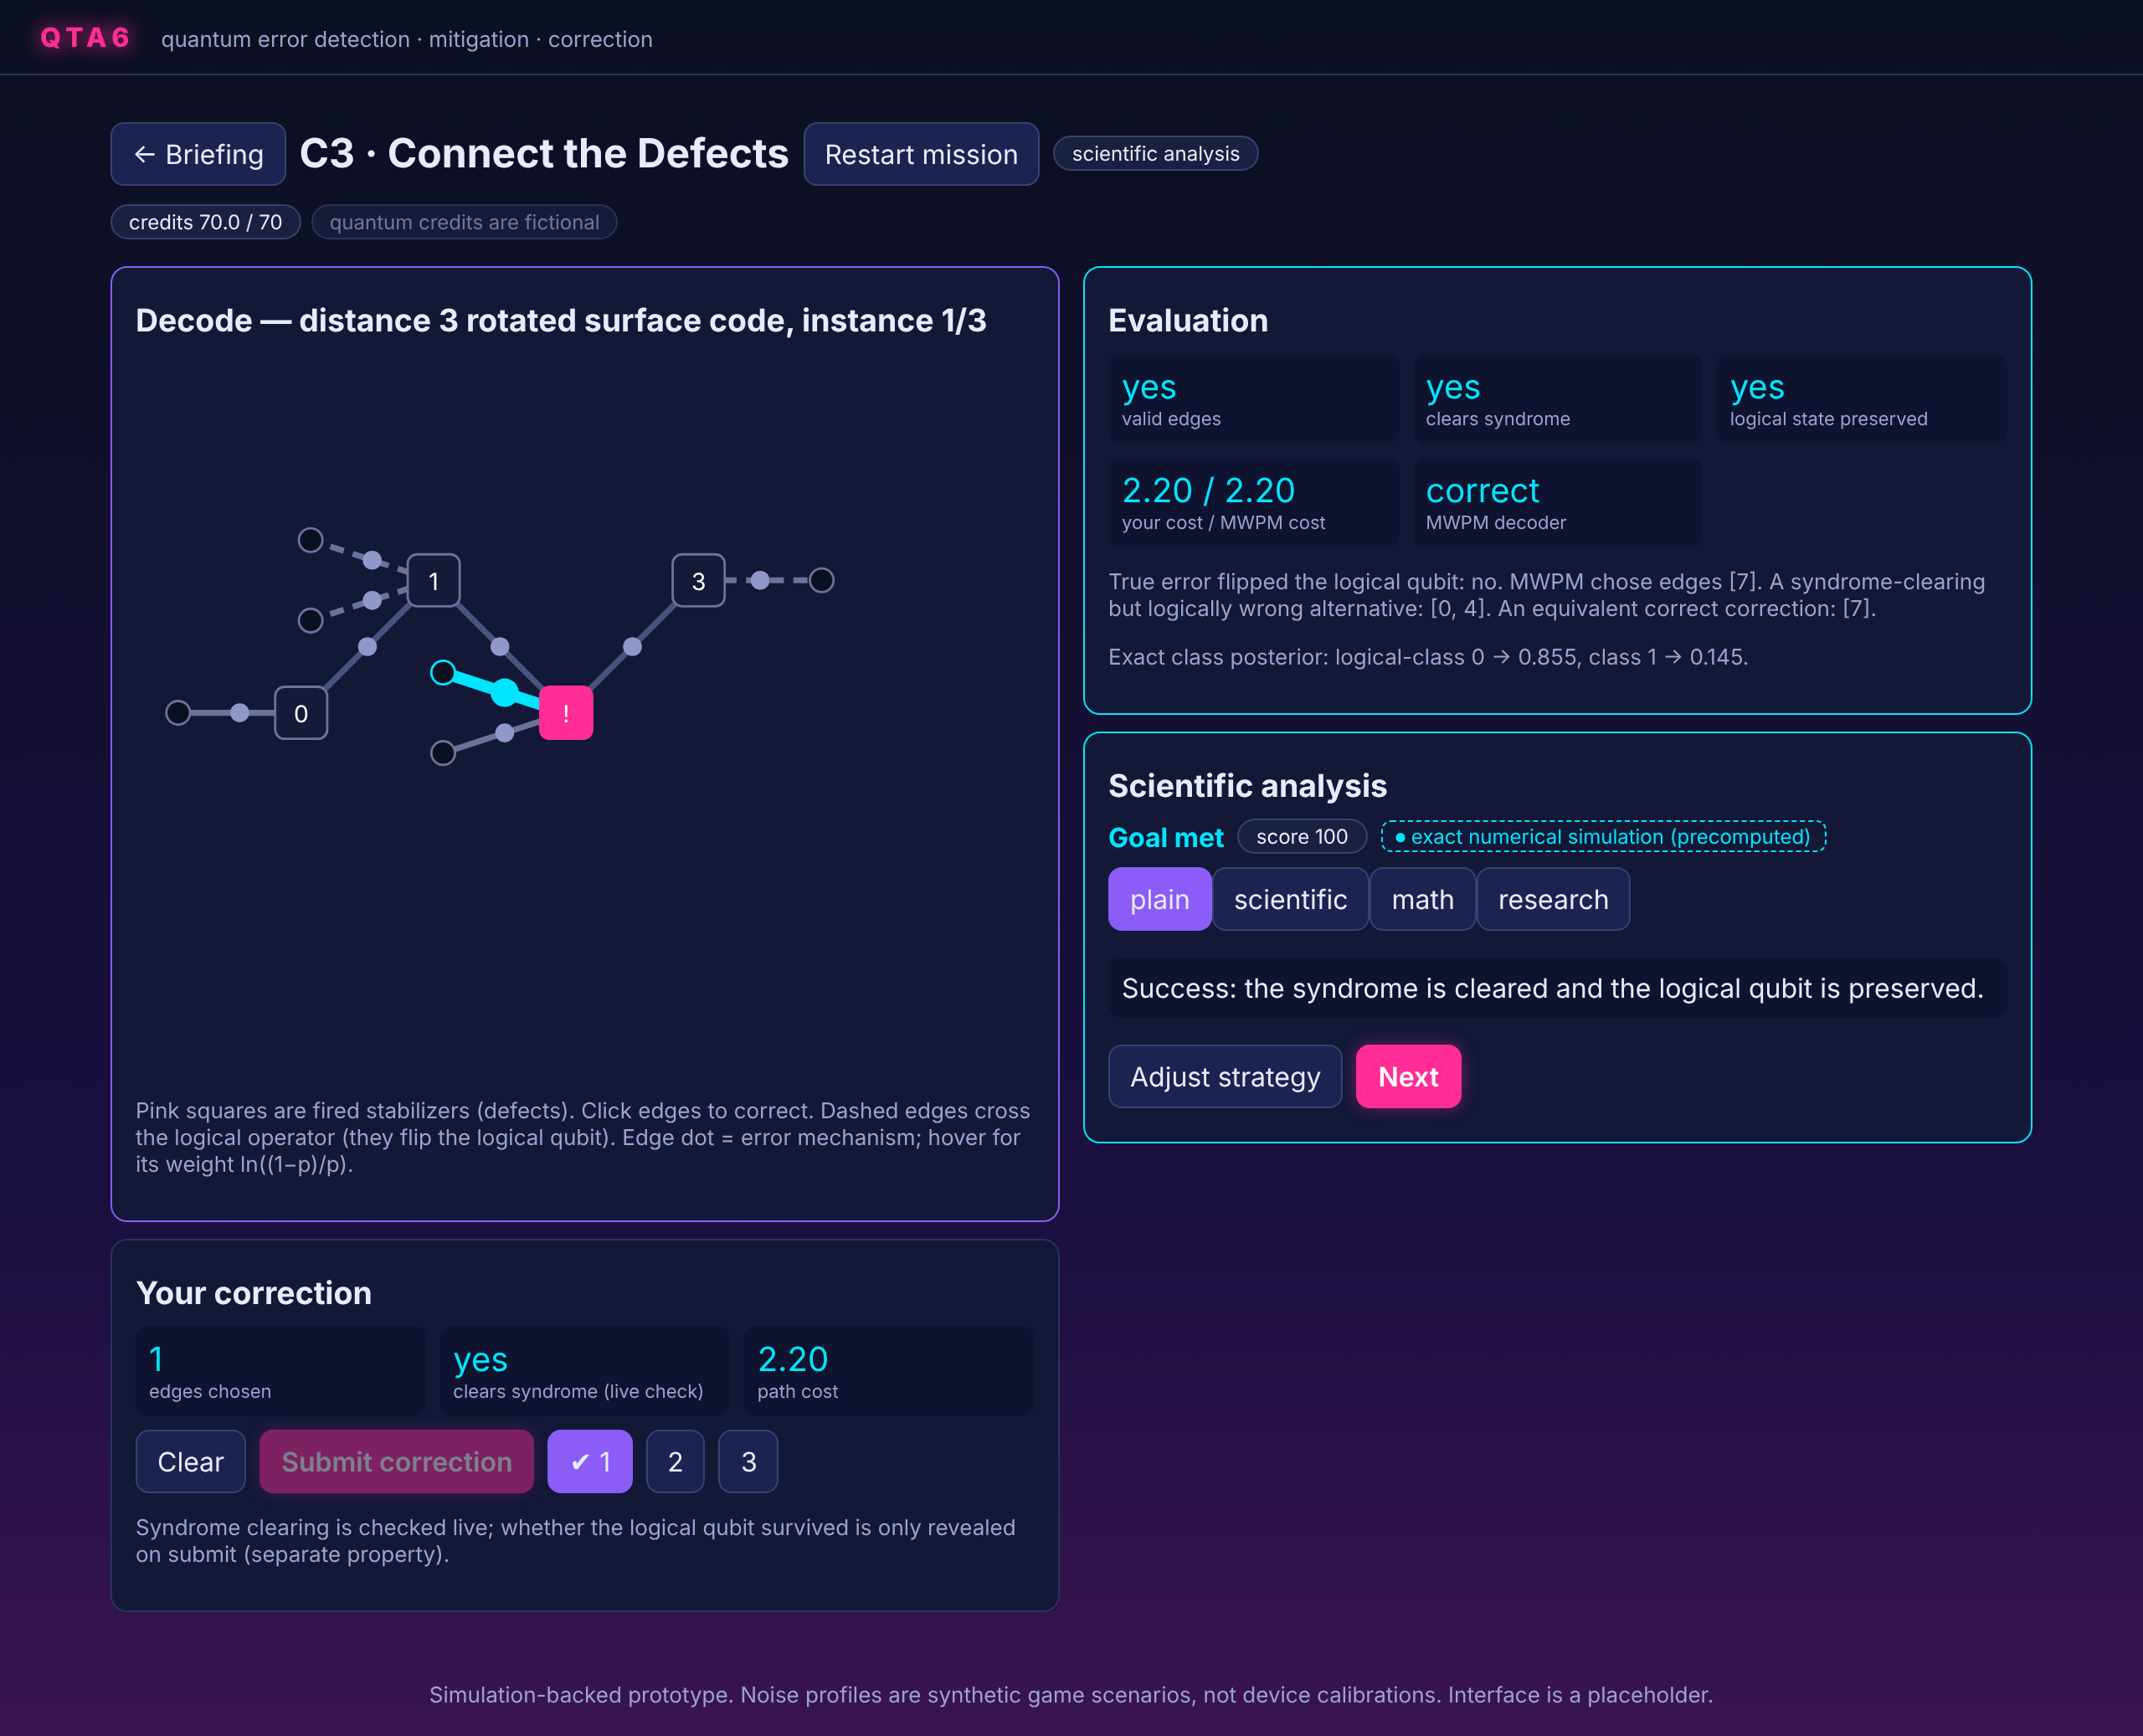 QTA6 quantum error detection · mitigation · correction
← Briefing C3 · Connect the Defects Restart mission scientific analysis
credits 70.0 / 70 quantum credits are fictional
Decode — distance 3 rotated surface code, instance 1/3
1
3
0
!
Pink squares are fired stabilizers (defects). Click edges to correct. Dashed edges cross
the logical operator (they flip the logical qubit). Edge dot = error mechanism; hover for
its weight ln((1−p)/p).
Your correction
1 yes 2.20
edges chosen clears syndrome (live check) path cost
Clear Submit correction ✔ 1 2 3
Syndrome clearing is checked live; whether the logical qubit survived is only revealed
on submit (separate property).
Evaluation
yes yes yes
valid edges clears syndrome logical state preserved
2.20 / 2.20 correct
your cost / MWPM cost MWPM decoder
True error flipped the logical qubit: no. MWPM chose edges [7]. A syndrome-clearing
but logically wrong alternative: [0, 4]. An equivalent correct correction: [7].
Exact class posterior: logical-class 0 → 0.855, class 1 → 0.145.
Scientific analysis
Goal met score 100 ● exact numerical simulation (precomputed)
plain scientific math research
Success: the syndrome is cleared and the logical qubit is preserved.
Adjust strategy Next
Simulation-backed prototype. Noise profiles are synthetic game scenarios, not device calibrations. Interface is a placeholder.